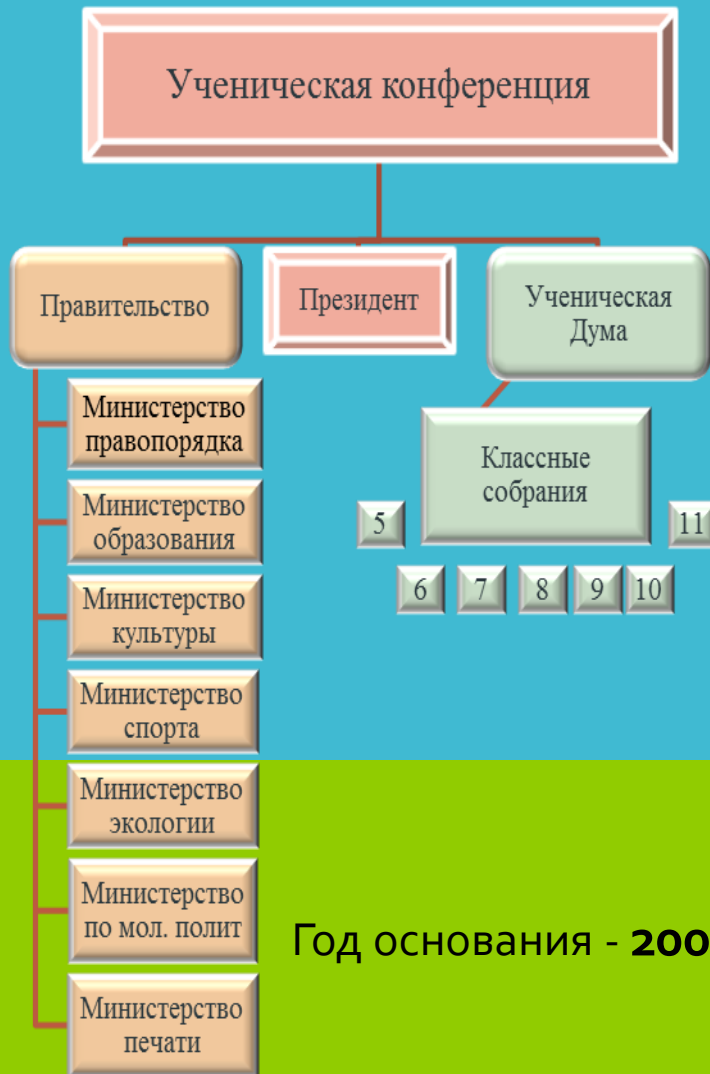 Ученическая конференция
Правительство
Президент
Ученическая
Дума
Министерство
правопорядка
Министерство
образования
Министерство
культуры
Министерство
спорта
Министерство
экологии
Министерство
по мол. полит
Министерство
печати
Классные
собрания
5
6
7
8
9
10
11
Год основания - 200